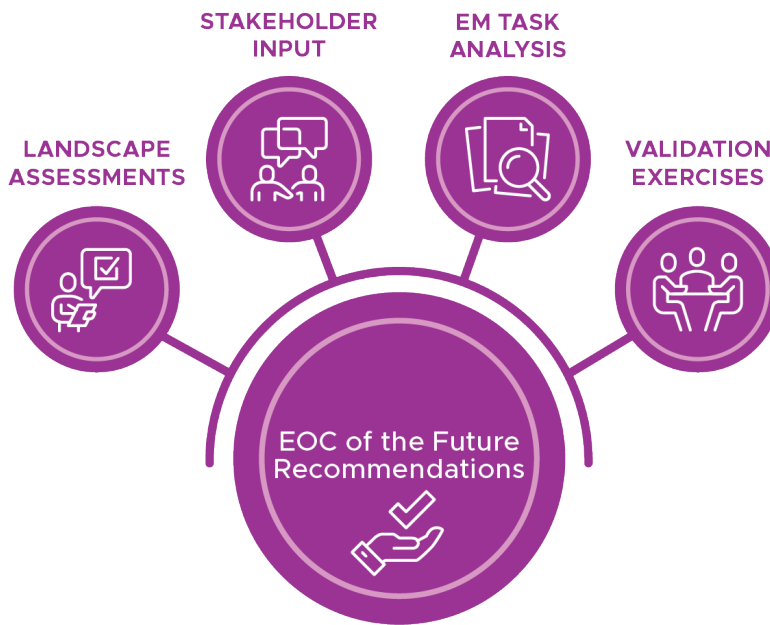 STAKEHOLDER
INPUT
EM TASK
ANALYSIS
LANDSCAPE
ASSESSMENTS
VALIDATION
EXERCISES
EOC of the Future
Recommendations